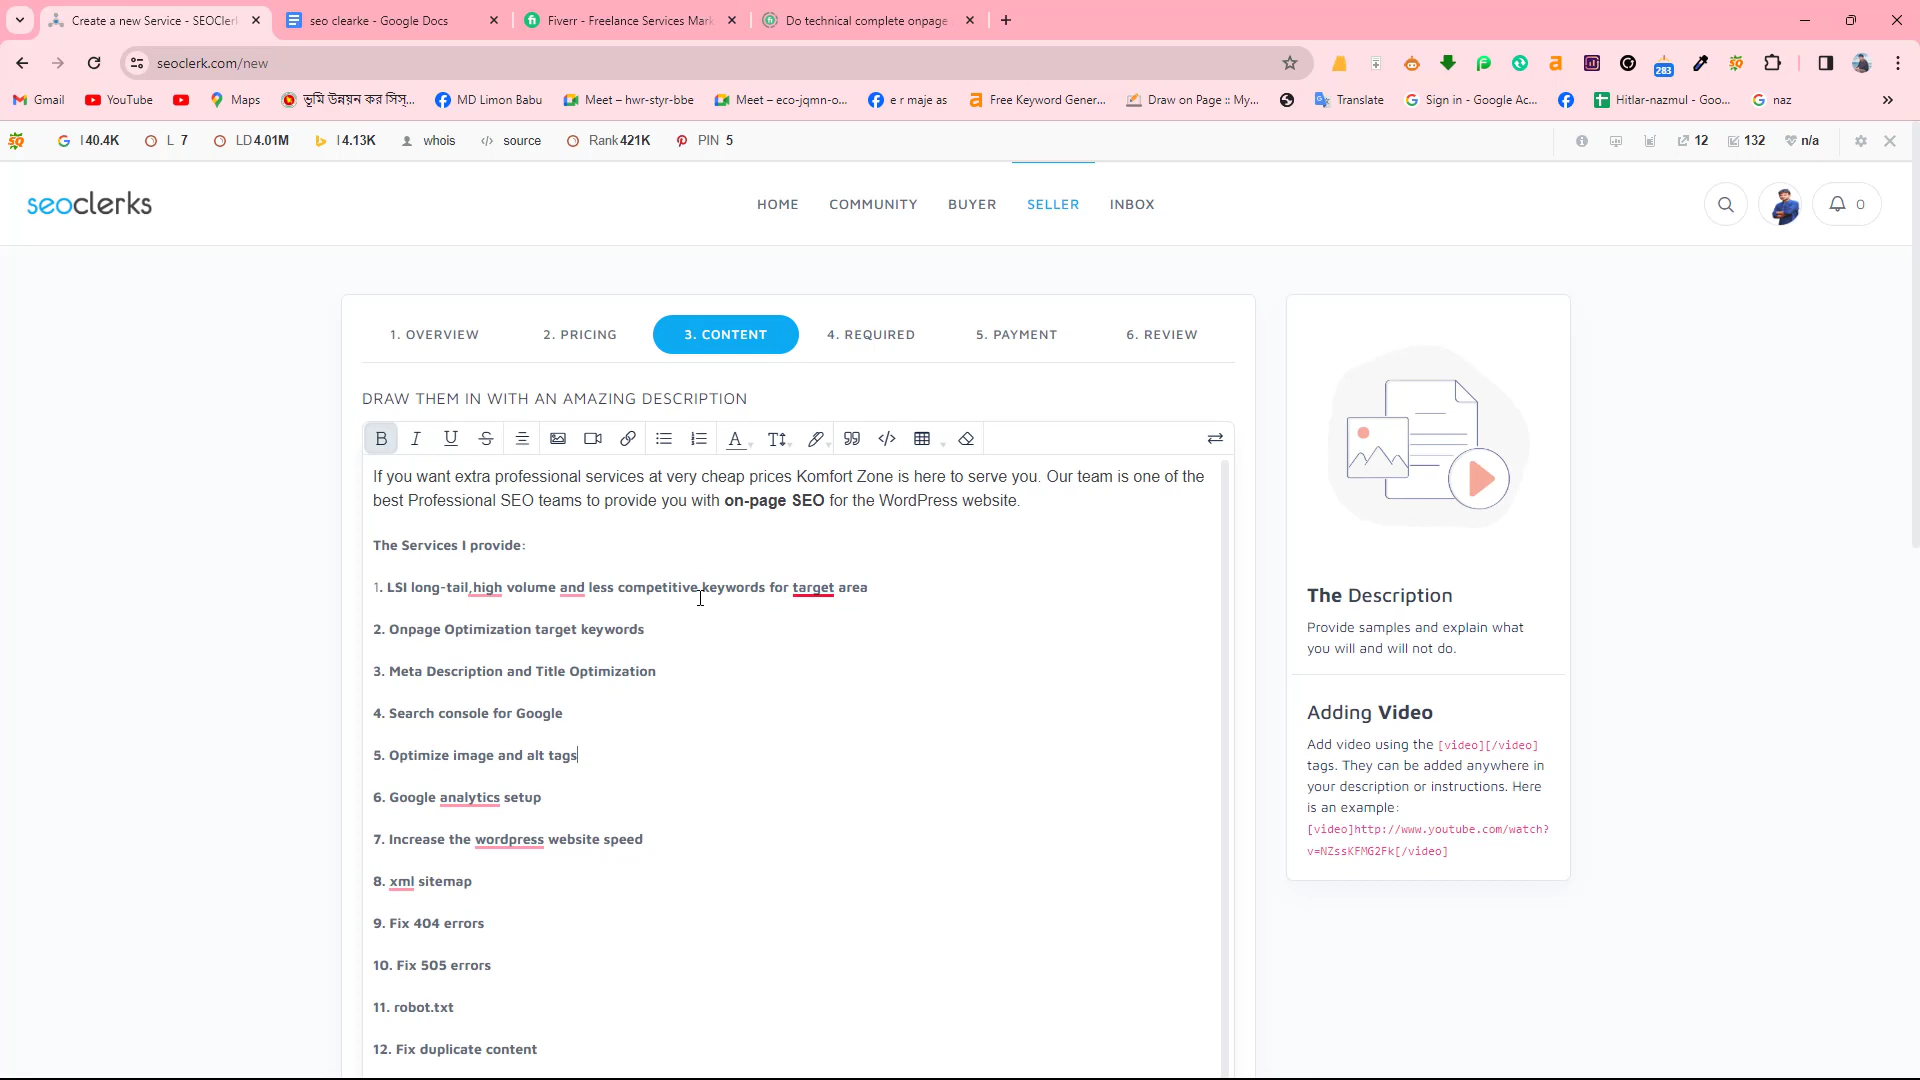 Create a new Service - SEOCler
seo clearke - Google Docs
Fiverr - Freelance Services Mark
Do technical complete onpage
seoclerk.com/new
283
Gmail
YouTube
Maps
ভূমি উন্নয়ন কর সিস্...
MD Limon Babu
Meet – hwr-styr-bbe
Meet – eco-jqmn-o...
e r maje as
Free Keyword Gener...
Draw on Page :: My...
Translate
Sign in - Google Ac...
Hitlar-nazmul - Goo...
naz
I 40.4K
L 7
LD 4.01M
I 4.13K
whois
source
Rank 421K
PIN 5
12
132
n/a
seoclerks
HOME
COMMUNITY
BUYER
SELLER
INBOX
0
1. OVERVIEW
2. PRICING
3. CONTENT
4. REQUIRED
5. PAYMENT
6. REVIEW
DRAW THEM IN WITH AN AMAZING DESCRIPTION
If you want extra professional services at very cheap prices Komfort Zone is here to serve you. Our team is one of the
best Professional SEO teams to provide you with on-page SEO for the WordPress website.
The Services I provide:
1. LSI long-tail,high volume and less competitive keywords for target area
2. Onpage Optimization target keywords
3. Meta Description and Title Optimization
4. Search console for Google
5. Optimize image and alt tags
6. Google analytics setup
7. Increase the wordpress website speed
8. xml sitemap
9. Fix 404 errors
10. Fix 505 errors
11. robot.txt
12. Fix duplicate content
The Description
Provide samples and explain what
you will and will not do.
Adding Video
Add video using the [video][/video]
tags. They can be added anywhere in
your description or instructions. Here
is an example:
[video]http://www.youtube.com/watch?
v=NZssKFMG2Fk[/video]